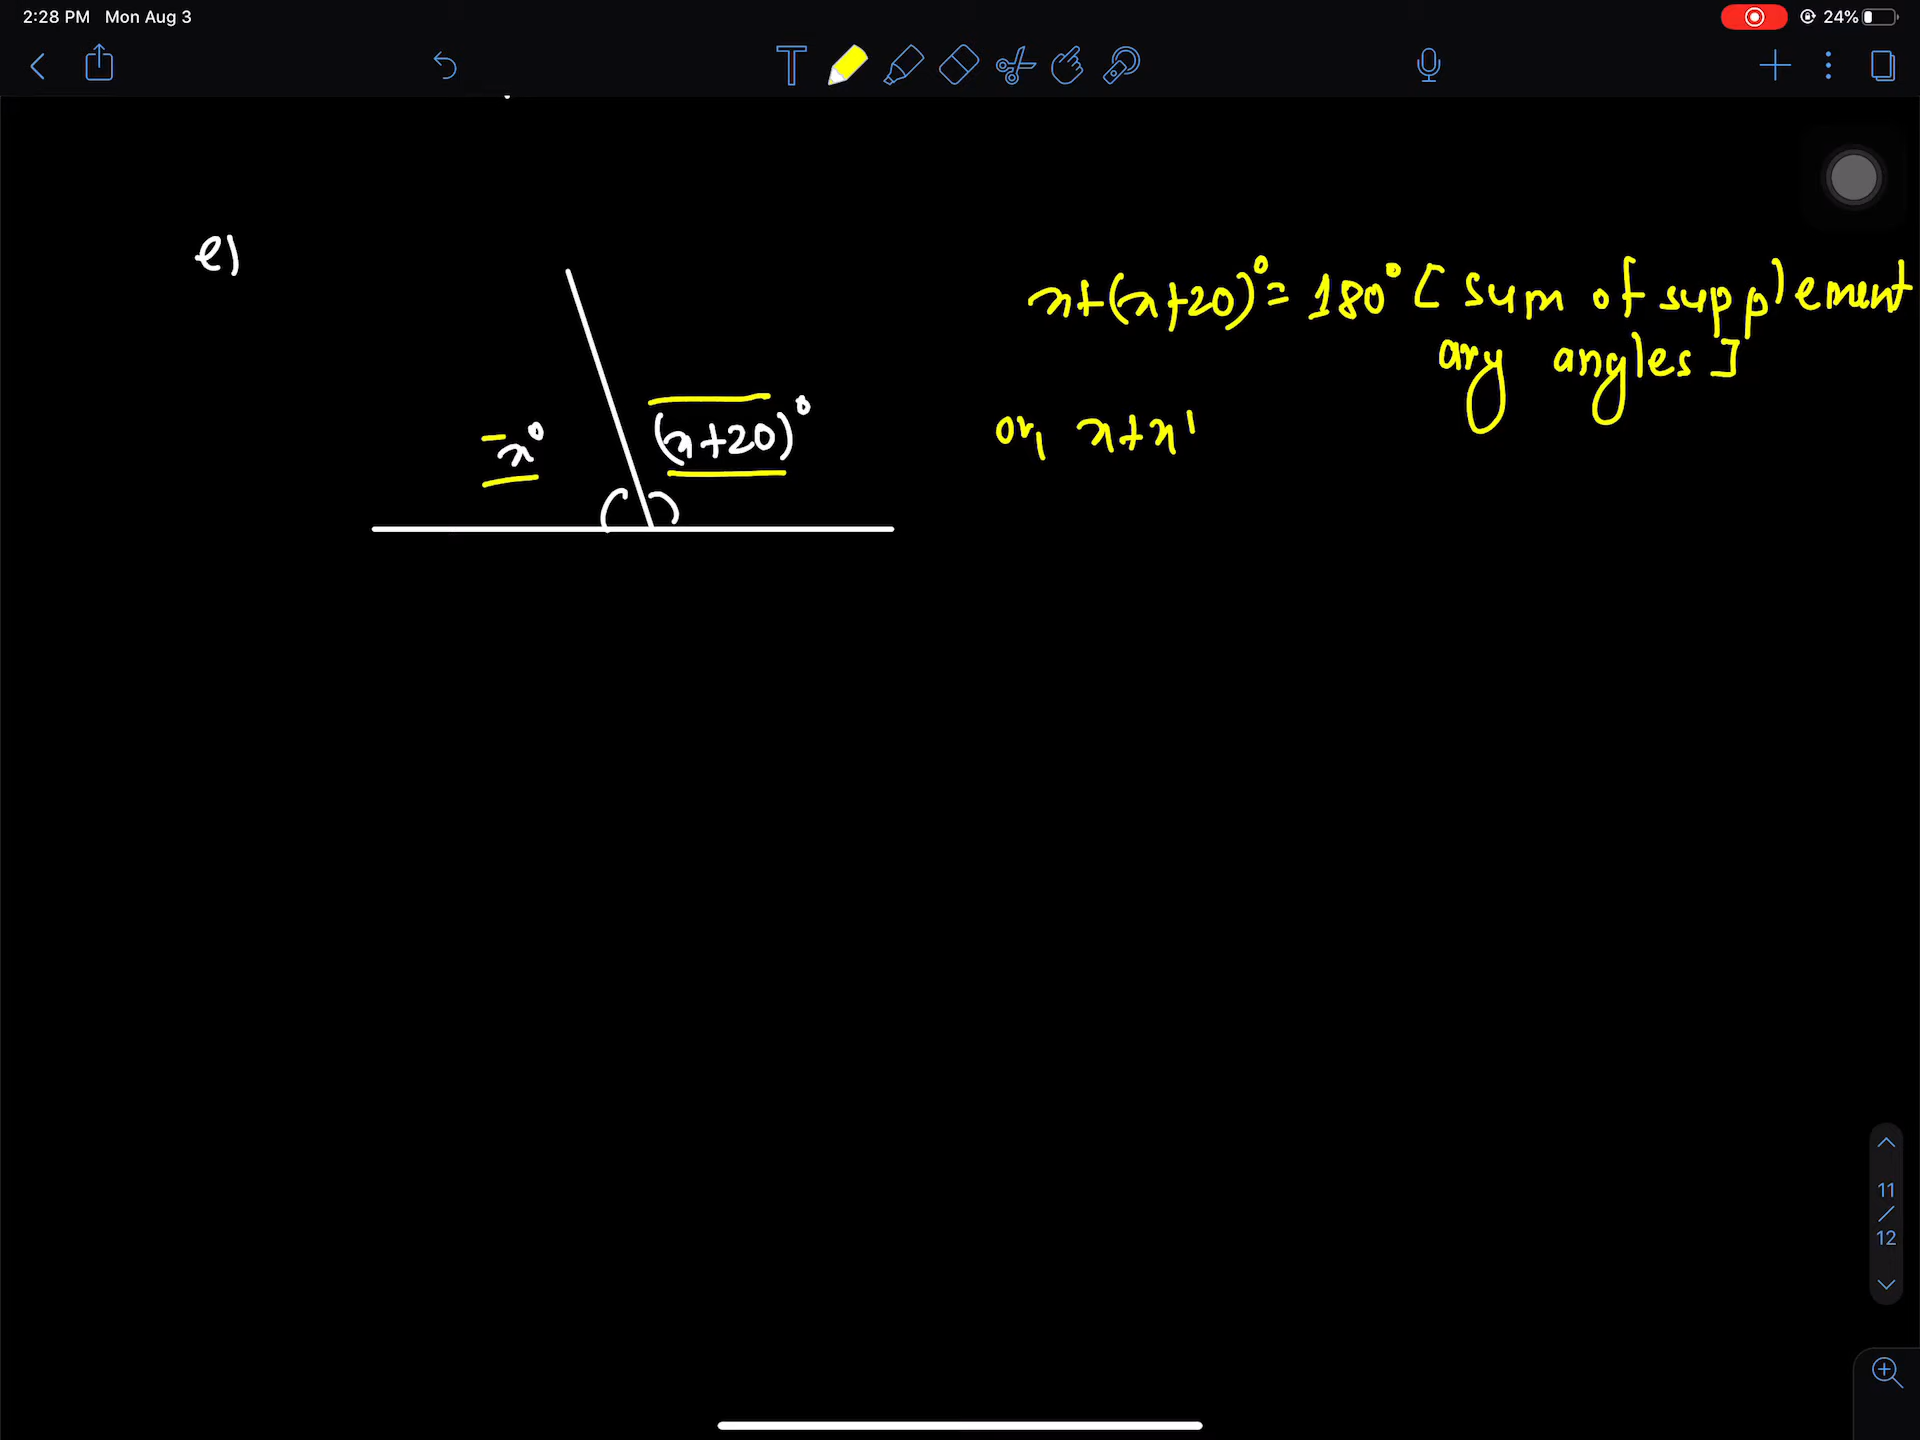 2:28 PM Mon Aug 3
24%
T
e)
x+(x+20)°= 180° [ sum of supplement
ary angles ]
x° (x+20)°
or, x+x
11
/
12